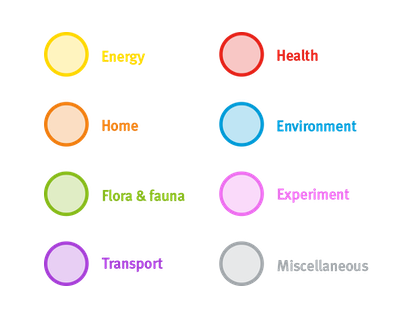 Energy
Health
Home
Environment
Flora & fauna
Experiment
Transport
Miscellaneous